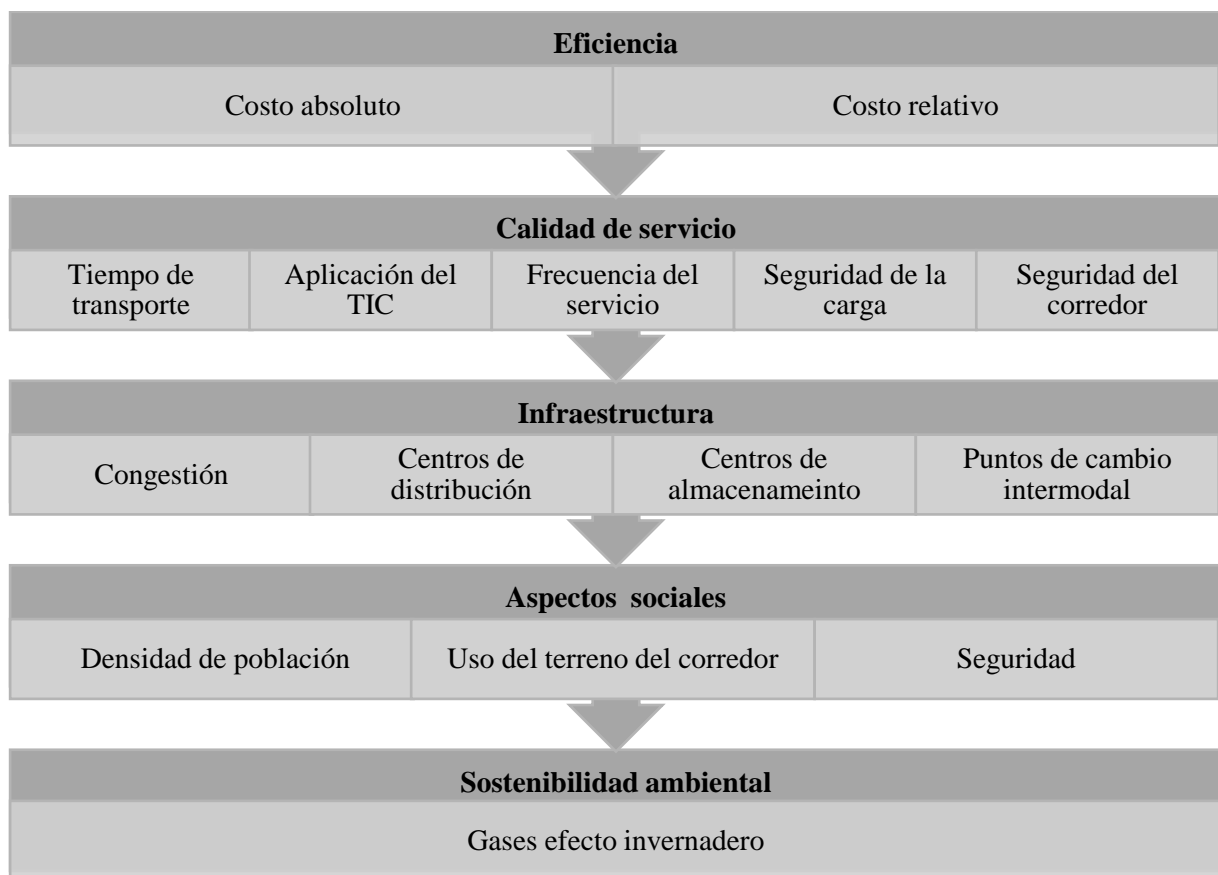 Eficiencia
Costo absoluto
Costo relativo
Calidad de servicio
Tiempo de
transporte
Aplicación del
TIC
Frecuencia del
servicio
Seguridad de la
carga
Seguridad del
corredor
Infraestructura
Congestión
Centros de
distribución
Centros de
almacenameinto
Puntos de cambio
intermodal
Aspectos  sociales
Densidad de población
Uso del terreno del corredor
Seguridad
Sostenibilidad ambiental
Gases efecto invernadero